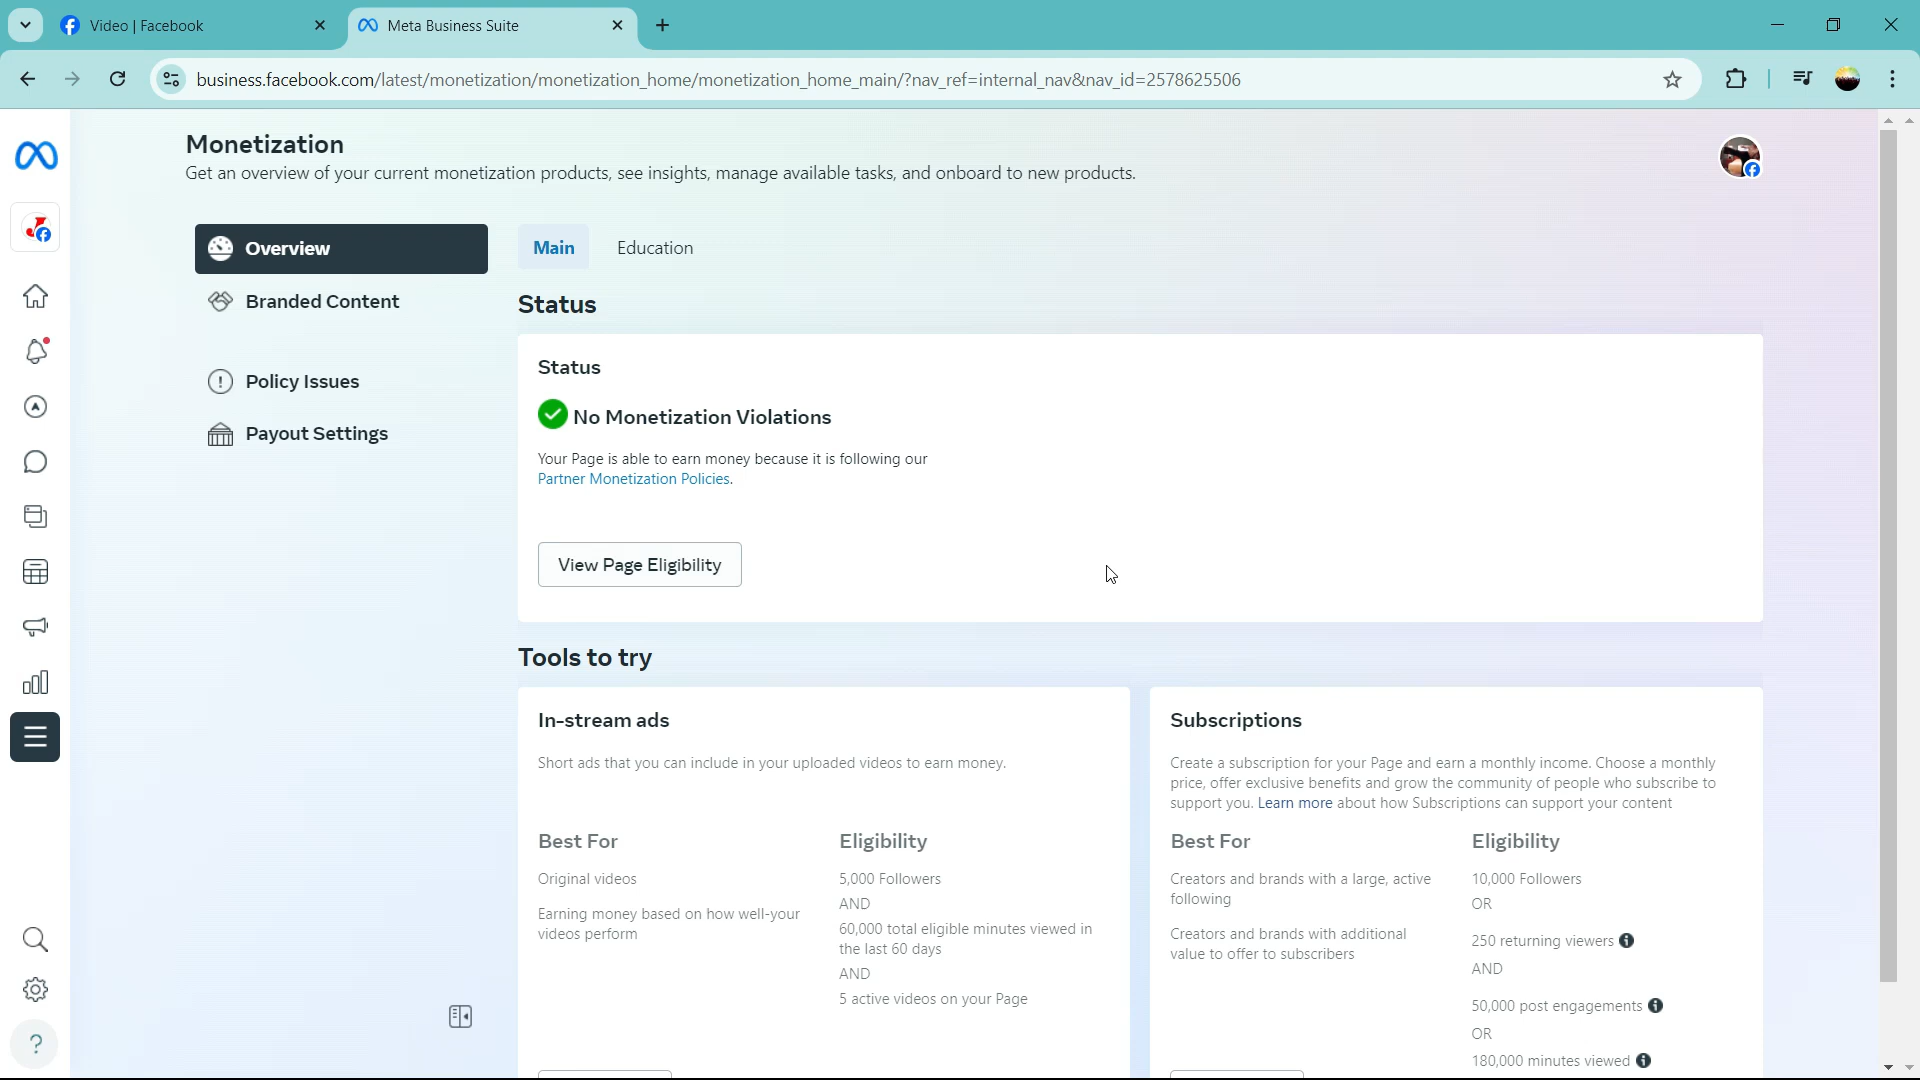 Video | Facebook
Meta Business Suite
business.facebook.com/latest/monetization/monetization_home/monetization_home_main/?nav_ref=internal_nav&nav_id=2578625506
Monetization
Get an overview of your current monetization products, see insights, manage available tasks, and onboard to new products.
Overview
Branded Content
Policy Issues
Payout Settings
Main
Education
Status
Status
No Monetization Violations
Your Page is able to earn money because it is following our
Partner Monetization Policies.
View Page Eligibility
Tools to try
In-stream ads
Short ads that you can include in your uploaded videos to earn money.
Best For
Original videos
Earning money based on how well-your
videos perform
Eligibility
5,000 Followers
AND
60,000 total eligible minutes viewed in
the last 60 days
AND
5 active videos on your Page
Subscriptions
Create a subscription for your Page and earn a monthly income. Choose a monthly
price, offer exclusive benefits and grow the community of people who subscribe to
support you. Learn more about how Subscriptions can support your content
Best For
Creators and brands with a large, active
following
Creators and brands with additional
value to offer to subscribers
Eligibility
10,000 Followers
OR
250 returning viewers
AND
50,000 post engagements
OR
180,000 minutes viewed